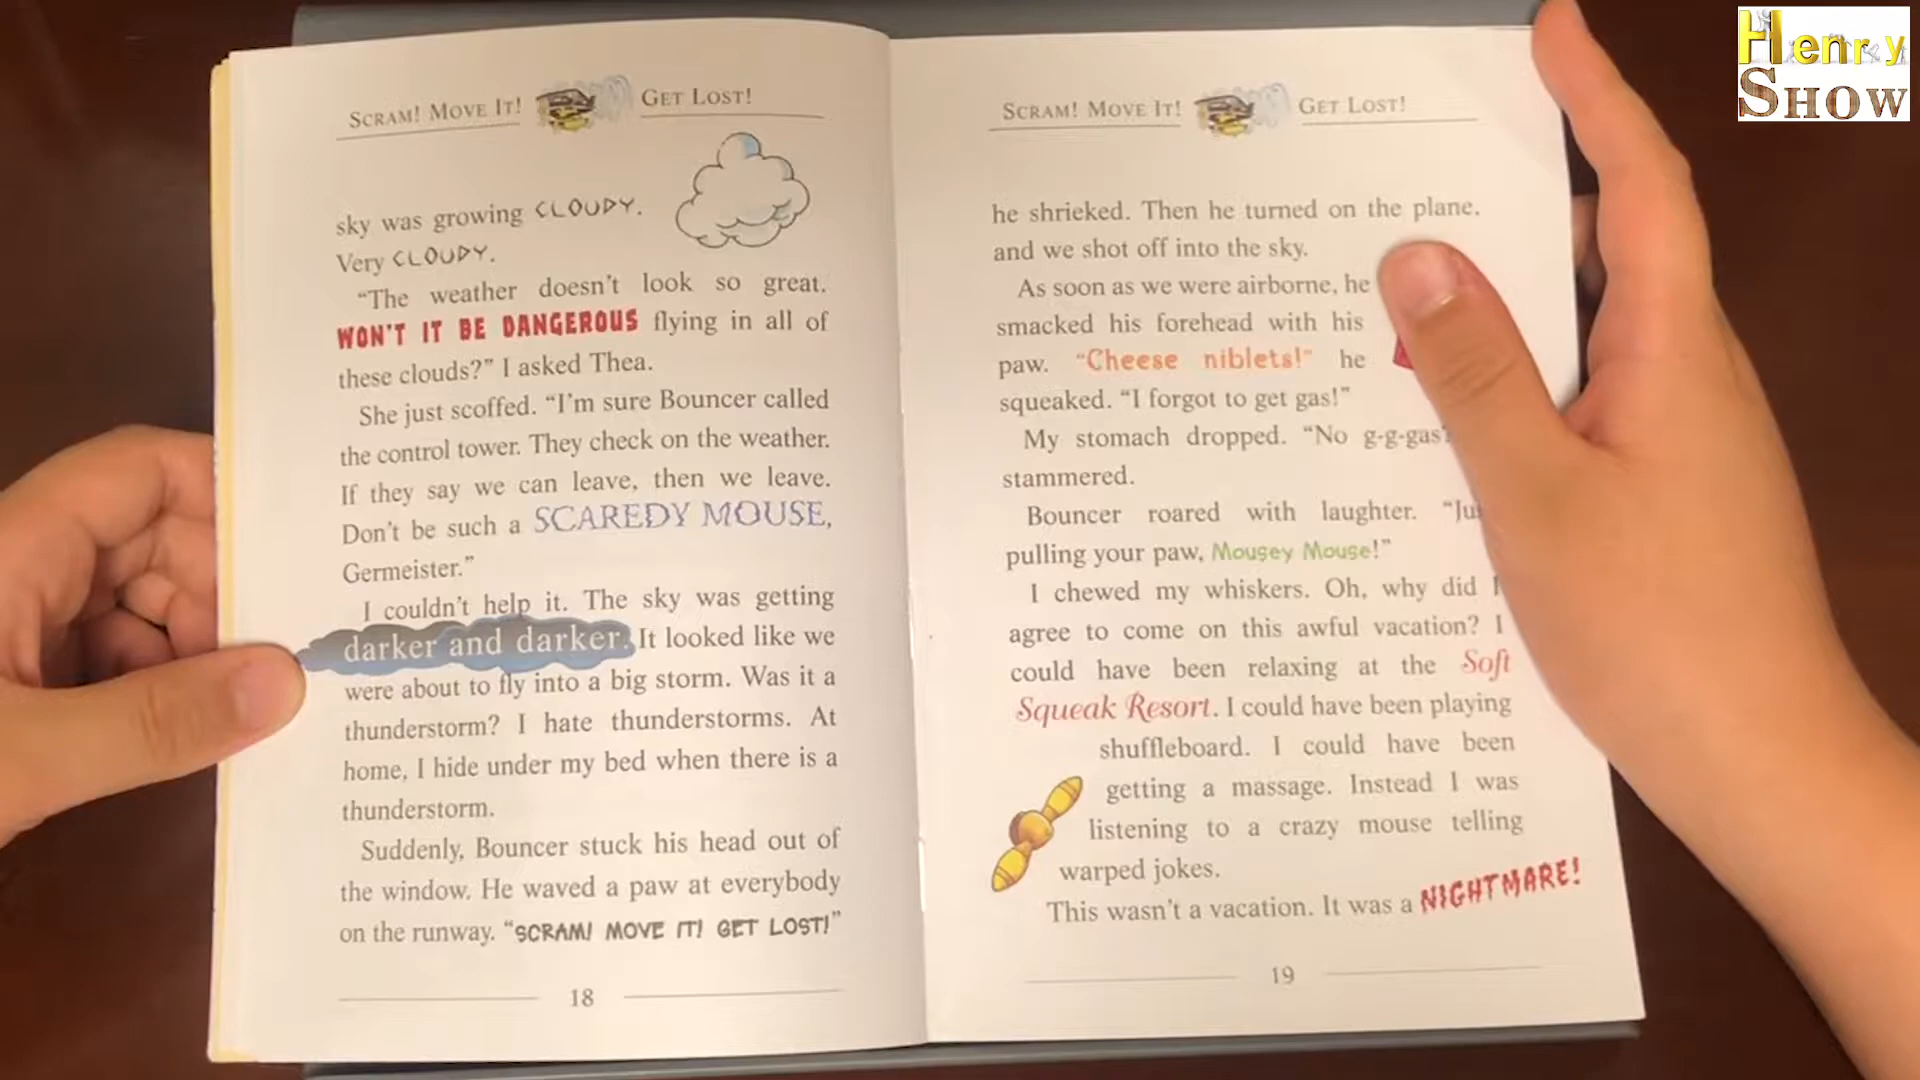 Henry
SHOW
SCRAM! MOVE IT! GET LOST!
sky was growing CLOUDY.
Very CLOUDY.
“The weather doesn’t look so great.
WON’T IT BE DANGEROUS flying in all of
these clouds?” I asked Thea.
She just scoffed. “I’m sure Bouncer called
the control tower. They check on the weather.
If they say we can leave, then we leave.
Don’t be such a SCAREDY MOUSE,
Germeister.”
I couldn’t help it. The sky was getting
darker and darker. It looked like we
were about to fly into a big storm. Was it a
thunderstorm? I hate thunderstorms. At
home, I hide under my bed when there is a
thunderstorm.
Suddenly, Bouncer stuck his head out of
the window. He waved a paw at everybody
on the runway. “SCRAM! MOVE IT! GET LOST!”
18
SCRAM! MOVE IT! GET LOST!
he shrieked. Then he turned on the plane,
and we shot off into the sky.
As soon as we were airborne, he
smacked his forehead with his
paw. “Cheese niblets!” he
squeaked. “I forgot to get gas!”
My stomach dropped. “No g-g-gas?
stammered.
Bouncer roared with laughter.
pulling your paw, Mousey Mouse!”
I chewed my whiskers. Oh, why did I
agree to come on this awful vacation? I
could have been relaxing at the Soft
Squeak Resort. I could have been playing
shuffleboard. I could have been
getting a massage. Instead I was
listening to a crazy mouse telling
warped jokes.
This wasn’t a vacation. It was a NIGHTMARE!
19